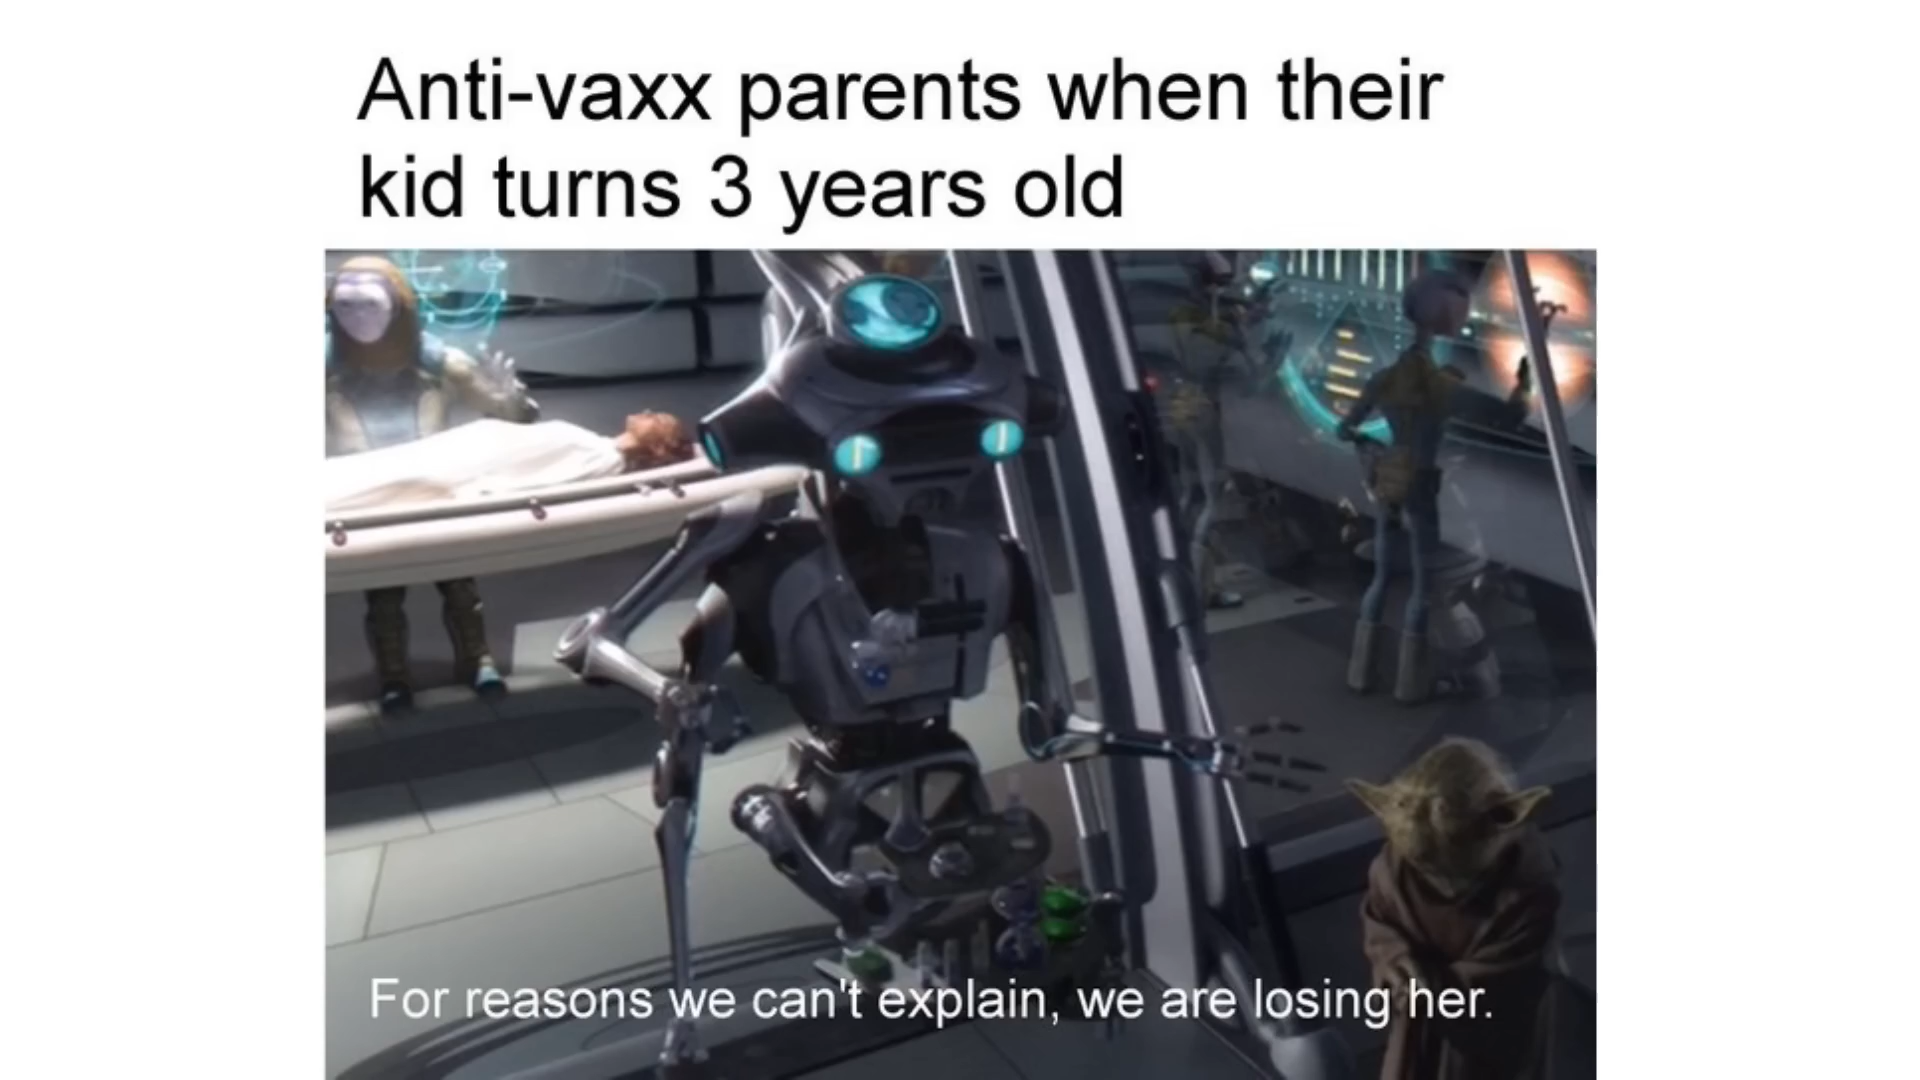 Anti-vaxx parents when their
kid turns 3 years old
For reasons we can't explain, we are losing her.